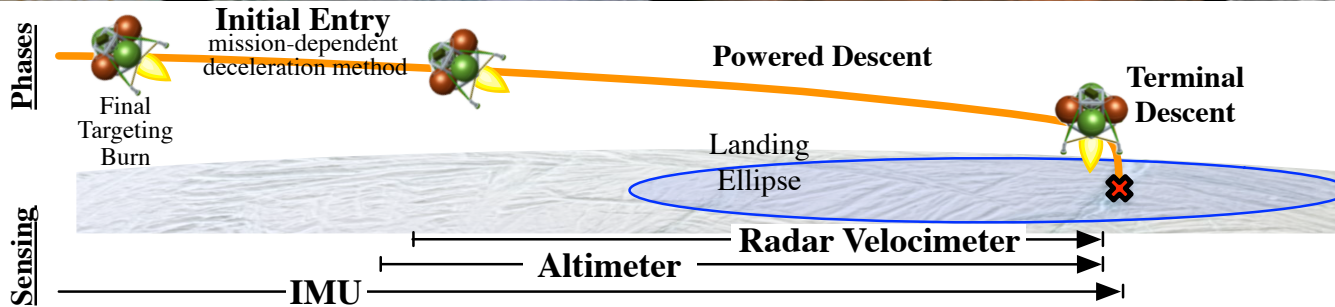 Phases
Initial Entry
mission-dependent
deceleration method
Powered Descent
Terminal
Descent
Final
Targeting
Burn
Landing
Ellipse
Sensing
Radar Velocimeter
Altimeter
IMU